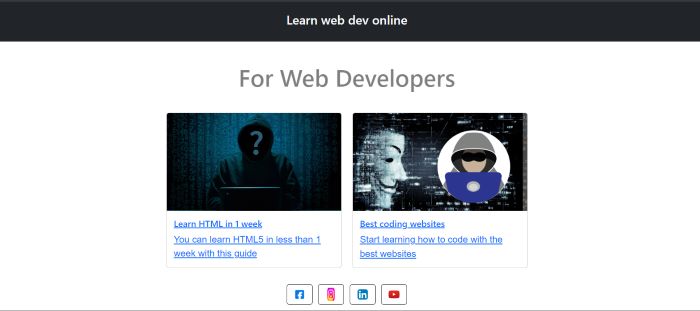 Learn web dev online
For Web Developers
?
Learn HTML in 1 week
You can learn HTML5 in less than 1
week with this guide
Best coding websites
Start learning how to code with the
best websites